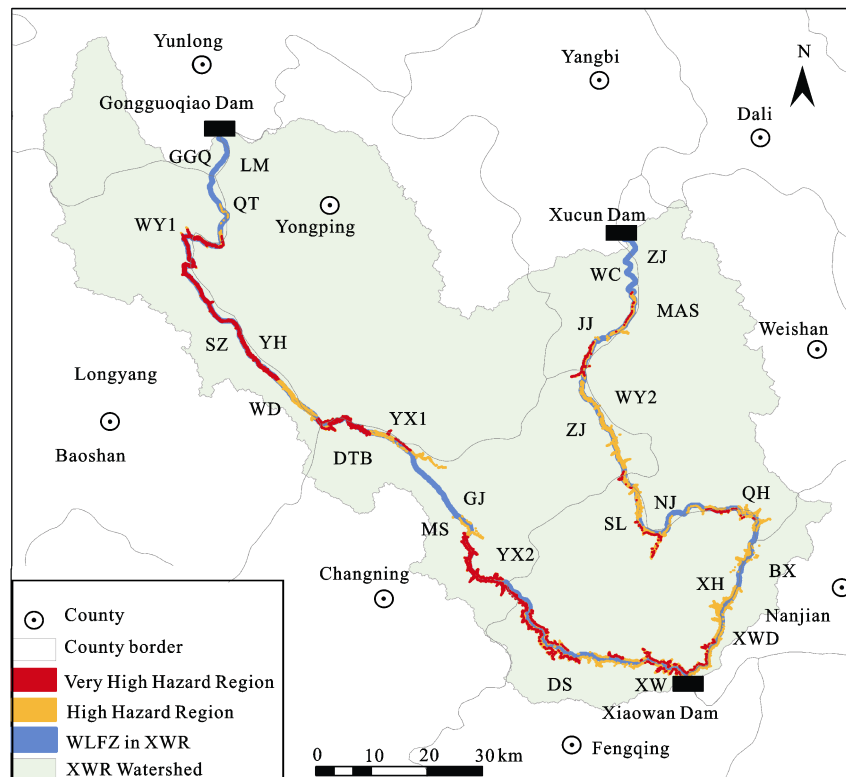 Yunlong
Yangbi
N
Gongguoqiao Dam
Dali
GGQ
LM
QT
Yongping
WY1
Xucun Dam
ZJ
WC
MAS
JJ
Weishan
SZ
YH
Longyang
WD
WY2
YX1
ZJ
Baoshan
DTB
GJ
NJ
QH
MS
SL
YX2
BX
Changning
XH
Nanjian
XWD
DS
XW
Xiaowan Dam
Fengqing
County
County border
Very High Hazard Region
High Hazard Region
WLFZ in XWR
XWR Watershed
0 10 20 30 km